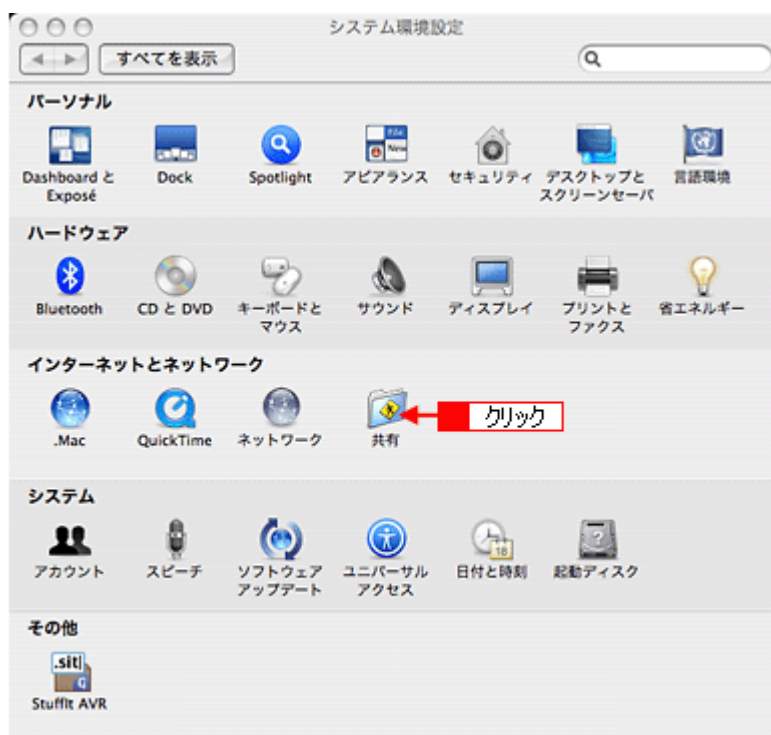 システム環境設定
すべてを表示
パーソナル
Dashboard と Exposé
Dock
Spotlight
File
New
アピアランス
セキュリティ
デスクトップと スクリーンセーバ
言語環境
ハードウェア
Bluetooth
CD と DVD
キーボードと マウス
サウンド
ディスプレイ
プリントと ファクス
省エネルギー
インターネットとネットワーク
.Mac
QuickTime
ネットワーク
共有
クリック
システム
アカウント
スピーチ
ソフトウェア アップデート
ユニバーサル アクセス
18
日付と時刻
?
起動ディスク
その他
.sit
StuffIt AVR